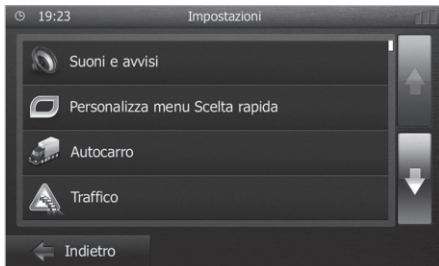 19:23 Impostazioni
Suoni e avvisi
Personalizza menu Scelta rapida
Autocarro
Traffico
Indietro